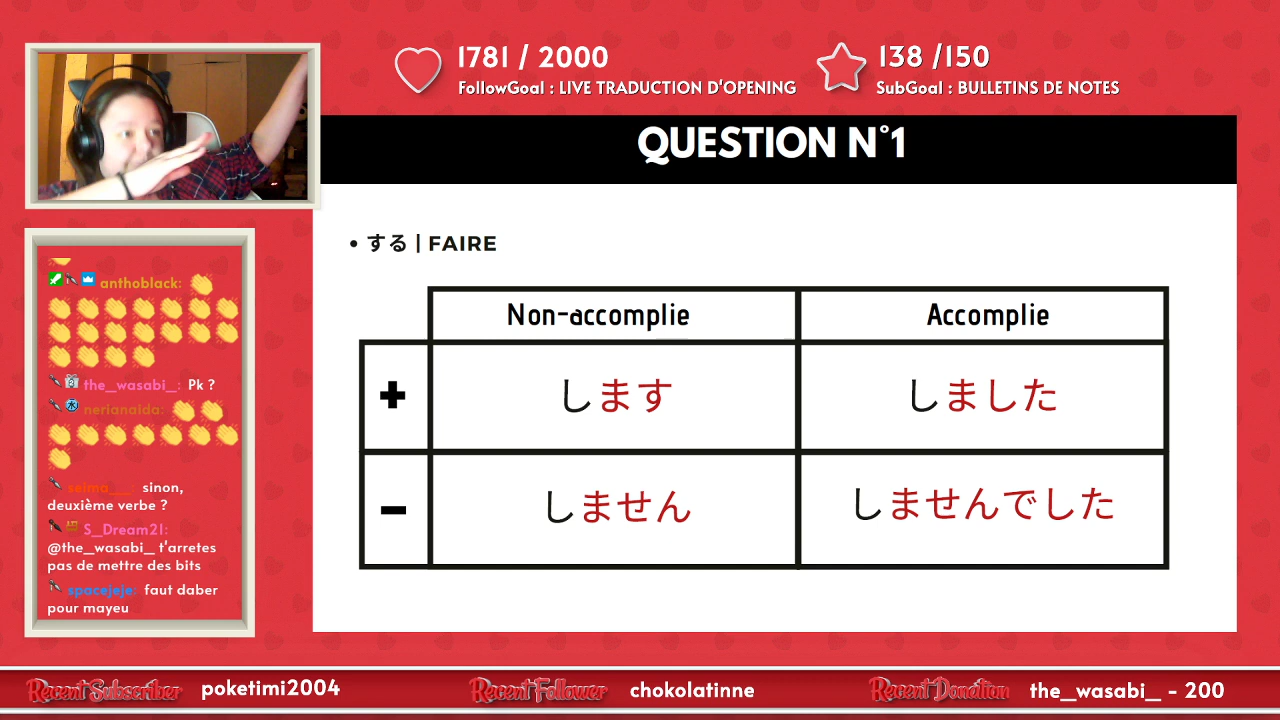 1781 / 2000
FollowGoal : LIVE TRADUCTION D'OPENING
138 /150
SubGoal : BULLETINS DE NOTES
QUESTION N°1
• する | FAIRE
Non-accomplie
Accomplie
+
します
しました
-
しません
しませんでした
anthoblack:
the_wasabi_: Pk ?
nerianaida:
seima___: sinon,
deuxième verbe ?
S_Dream21:
@the_wasabi_ t'arretes
pas de mettre des bits
spacejeje: faut daber
pour mayeu
Recent Subscriber poketimi2004
Recent Follower chokolatinne
Recent Donation the_wasabi_ - 200